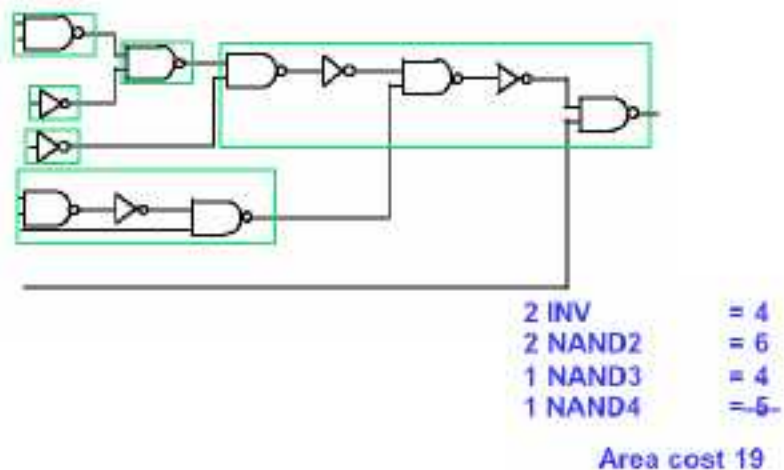 2 INV = 4
2 NAND2 = 6
1 NAND3 = 4
1 NAND4 = 5
Area cost 19